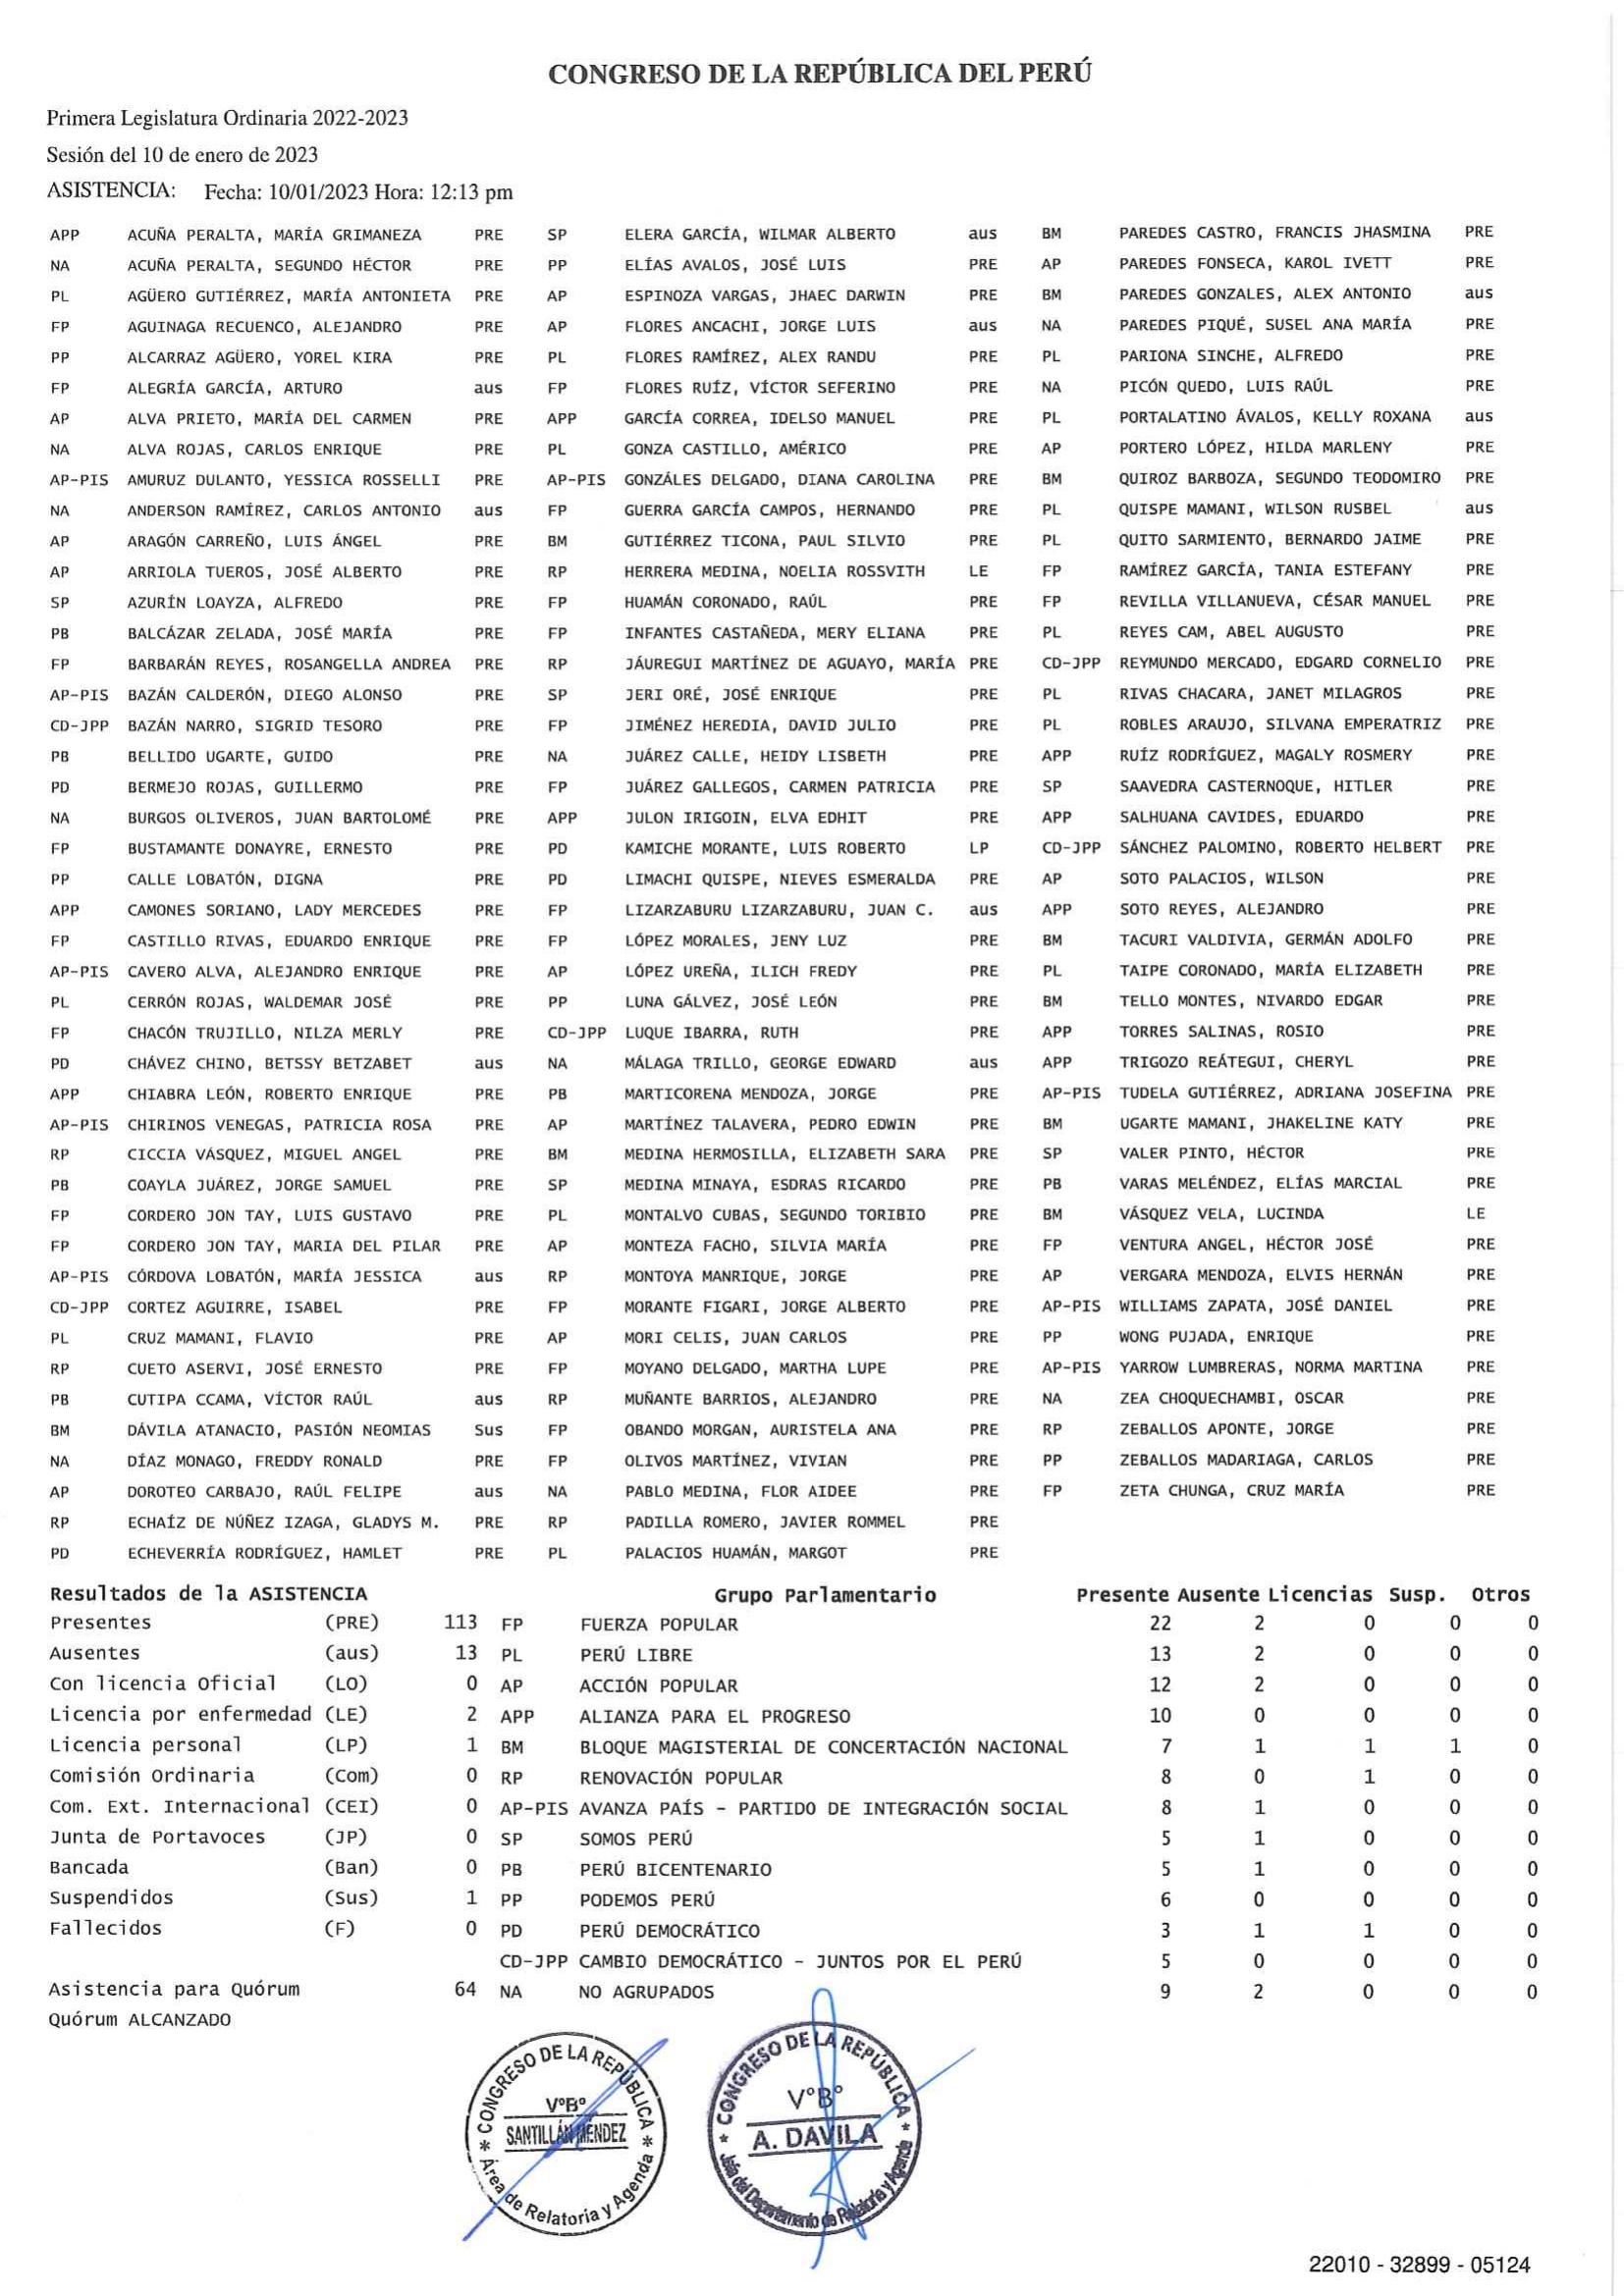 CONGRESO DE LA REPÚBLICA DEL PERÚ
Primera Legislatura Ordinaria 2022-2023
Sesión del 10 de enero de 2023
ASISTENCIA: Fecha: 10/01/2023 Hora: 12:13 pm
APP ACUÑA PERALTA, MARÍA GRIMANEZA PRE SP ELERA GARCÍA, WILMAR ALBERTO aus BM PAREDES CASTRO, FRANCIS JHASMINA PRE
NA ACUÑA PERALTA, SEGUNDO HÉCTOR PRE PP ELÍAS AVALOS, JOSÉ LUIS PRE AP PAREDES FONSECA, KAROL IVETT PRE
PL AGÜERO GUTIÉRREZ, MARÍA ANTONIETA PRE AP ESPINOZA VARGAS, JHAEC DARWIN PRE BM PAREDES GONZALES, ALEX ANTONIO aus
FP AGUINAGA RECUENCO, ALEJANDRO PRE AP FLORES ANCACHI, JORGE LUIS aus NA PAREDES PIQUÉ, SUSEL ANA MARÍA PRE
PP ALCARRAZ AGÜERO, YOREL KIRA PRE PL FLORES RAMÍREZ, ALEX RANDU PRE PL PARIONA SINCHE, ALFREDO PRE
FP ALEGRÍA GARCÍA, ARTURO aus FP FLORES RUÍZ, VÍCTOR SEFERINO PRE NA PICÓN QUEDO, LUIS RAÚL PRE
AP ALVA PRIETO, MARÍA DEL CARMEN PRE APP GARCÍA CORREA, IDELSO MANUEL PRE PL PORTALATINO ÁVALOS, KELLY ROXANA aus
NA ALVA ROJAS, CARLOS ENRIQUE PRE PL GONZA CASTILLO, AMÉRICO PRE AP PORTERO LÓPEZ, HILDA MARLENY PRE
AP-PIS AMURUZ DULANTO, YESSICA ROSSELLI PRE AP-PIS GONZÁLES DELGADO, DIANA CAROLINA PRE BM QUIROZ BARBOZA, SEGUNDO TEODOMIRO PRE
NA ANDERSON RAMÍREZ, CARLOS ANTONIO aus FP GUERRA GARCÍA CAMPOS, HERNANDO PRE PL QUISPE MAMANI, WILSON RUSBEL aus
AP ARAGÓN CARREÑO, LUIS ÁNGEL PRE BM GUTIÉRREZ TICONA, PAUL SILVIO PRE PL QUITO SARMIENTO, BERNARDO JAIME PRE
AP ARRIOLA TUEROS, JOSÉ ALBERTO PRE RP HERRERA MEDINA, NOELIA ROSSVITH LE FP RAMÍREZ GARCÍA, TANIA ESTEFANY PRE
SP AZURÍN LOAYZA, ALFREDO PRE FP HUAMÁN CORONADO, RAÚL PRE FP REVILLA VILLANUEVA, CÉSAR MANUEL PRE
PB BALCÁZAR ZELADA, JOSÉ MARÍA PRE FP INFANTES CASTAÑEDA, MERY ELIANA PRE PL REYES CAM, ABEL AUGUSTO PRE
FP BARBARÁN REYES, ROSANGELLA ANDREA PRE RP JÁUREGUI MARTÍNEZ DE AGUAYO, MARÍA PRE CD-JPP REYMUNDO MERCADO, EDGARD CORNELIO PRE
AP-PIS BAZÁN CALDERÓN, DIEGO ALONSO PRE SP JERI ORÉ, JOSÉ ENRIQUE PRE PL RIVAS CHACARA, JANET MILAGROS PRE
CD-JPP BAZÁN NARRO, SIGRID TESORO PRE FP JIMÉNEZ HEREDIA, DAVID JULIO PRE PL ROBLES ARAUJO, SILVANA EMPERATRIZ PRE
PB BELLIDO UGARTE, GUIDO PRE NA JUÁREZ CALLE, HEIDY LISBETH PRE APP RUÍZ RODRÍGUEZ, MAGALY ROSMERY PRE
PD BERMEJO ROJAS, GUILLERMO PRE FP JUÁREZ GALLEGOS, CARMEN PATRICIA PRE SP SAAVEDRA CASTERNOQUE, HITLER PRE
NA BURGOS OLIVEROS, JUAN BARTOLOMÉ PRE APP JULON IRIGOIN, ELVA EDHIT PRE APP SALHUANA CAVIDES, EDUARDO PRE
FP BUSTAMANTE DONAYRE, ERNESTO PRE PD KAMICHE MORANTE, LUIS ROBERTO LP CD-JPP SÁNCHEZ PALOMINO, ROBERTO HELBERT PRE
PP CALLE LOBATÓN, DIGNA PRE PD LIMACHI QUISPE, NIEVES ESMERALDA PRE AP SOTO PALACIOS, WILSON PRE
APP CAMONES SORIANO, LADY MERCEDES PRE FP LIZARZABURU LIZARZABURU, JUAN C. aus APP SOTO REYES, ALEJANDRO PRE
FP CASTILLO RIVAS, EDUARDO ENRIQUE PRE FP LÓPEZ MORALES, JENY LUZ PRE BM TACURI VALDIVIA, GERMÁN ADOLFO PRE
AP-PIS CAVERO ALVA, ALEJANDRO ENRIQUE PRE AP LÓPEZ UREÑA, ILICH FREDY PRE PL TAIPE CORONADO, MARÍA ELIZABETH PRE
PL CERRÓN ROJAS, WALDEMAR JOSÉ PRE PP LUNA GÁLVEZ, JOSÉ LEÓN PRE BM TELLO MONTES, NIVARDO EDGAR PRE
FP CHACÓN TRUJILLO, NILZA MERLY PRE CD-JPP LUQUE IBARRA, RUTH PRE APP TORRES SALINAS, ROSIO PRE
PD CHÁVEZ CHINO, BETSSY BETZABET aus NA MÁLAGA TRILLO, GEORGE EDWARD aus APP TRIGOZO REÁTEGUI, CHERYL PRE
APP CHIABRA LEÓN, ROBERTO ENRIQUE PRE PB MARTICORENA MENDOZA, JORGE PRE AP-PIS TUDELA GUTIÉRREZ, ADRIANA JOSEFINA PRE
AP-PIS CHIRINOS VENEGAS, PATRICIA ROSA PRE AP MARTÍNEZ TALAVERA, PEDRO EDWIN PRE BM UGARTE MAMANI, JHAKELINE KATY PRE
RP CICCIA VÁSQUEZ, MIGUEL ANGEL PRE BM MEDINA HERMOSILLA, ELIZABETH SARA PRE SP VALER PINTO, HÉCTOR PRE
PB COAYLA JUÁREZ, JORGE SAMUEL PRE SP MEDINA MINAYA, ESDRAS RICARDO PRE PB VARAS MELÉNDEZ, ELÍAS MARCIAL PRE
FP CORDERO JON TAY, LUIS GUSTAVO PRE PL MONTALVO CUBAS, SEGUNDO TORIBIO PRE BM VÁSQUEZ VELA, LUCINDA LE
FP CORDERO JON TAY, MARIA DEL PILAR PRE AP MONTEZA FACHO, SILVIA MARÍA PRE FP VENTURA ANGEL, HÉCTOR JOSÉ PRE
AP-PIS CÓRDOVA LOBATÓN, MARÍA JESSICA aus RP MONTOYA MANRIQUE, JORGE PRE AP VERGARA MENDOZA, ELVIS HERNÁN PRE
CD-JPP CORTEZ AGUIRRE, ISABEL PRE FP MORANTE FIGARI, JORGE ALBERTO PRE AP-PIS WILLIAMS ZAPATA, JOSÉ DANIEL PRE
PL CRUZ MAMANI, FLAVIO PRE AP MORI CELIS, JUAN CARLOS PRE PP WONG PUJADA, ENRIQUE PRE
RP CUETO ASERVI, JOSÉ ERNESTO PRE FP MOYANO DELGADO, MARTHA LUPE PRE AP-PIS YARROW LUMBRERAS, NORMA MARTINA PRE
PB CUTIPA CCAMA, VÍCTOR RAÚL aus RP MUÑANTE BARRIOS, ALEJANDRO PRE NA ZEA CHOQUECHAMBI, OSCAR PRE
BM DÁVILA ATANACIO, PASIÓN NEOMIAS Sus FP OBANDO MORGAN, AURISTELA ANA PRE RP ZEBALLOS APONTE, JORGE PRE
NA DÍAZ MONAGO, FREDDY RONALD PRE FP OLIVOS MARTÍNEZ, VIVIAN PRE PP ZEBALLOS MADARIAGA, CARLOS PRE
AP DOROTEO CARBAJO, RAÚL FELIPE aus NA PABLO MEDINA, FLOR AIDEE PRE FP ZETA CHUNGA, CRUZ MARÍA PRE
RP ECHAÍZ DE NÚÑEZ IZAGA, GLADYS M. PRE RP PADILLA ROMERO, JAVIER ROMMEL PRE
PD ECHEVERRÍA RODRÍGUEZ, HAMLET PRE PL PALACIOS HUAMÁN, MARGOT PRE
Resultados de la ASISTENCIA Grupo Parlamentario Presente Ausente Licencias Susp. Otros
Presentes (PRE) 113 FP FUERZA POPULAR 22 2 0 0 0
Ausentes (aus) 13 PL PERÚ LIBRE 13 2 0 0 0
Con licencia Oficial (LO) 0 AP ACCIÓN POPULAR 12 2 0 0 0
Licencia por enfermedad (LE) 2 APP ALIANZA PARA EL PROGRESO 10 0 0 0 0
Licencia personal (LP) 1 BM BLOQUE MAGISTERIAL DE CONCERTACIÓN NACIONAL 7 1 1 1 0
Comisión Ordinaria (Com) 0 RP RENOVACIÓN POPULAR 8 0 1 0 0
Com. Ext. Internacional (CEI) 0 AP-PIS AVANZA PAÍS - PARTIDO DE INTEGRACIÓN SOCIAL 8 1 0 0 0
Junta de Portavoces (JP) 0 SP SOMOS PERÚ 5 1 0 0 0
Bancada (Ban) 0 PB PERÚ BICENTENARIO 5 1 0 0 0
Suspendidos (Sus) 1 PP PODEMOS PERÚ 6 0 0 0 0
Fallecidos (F) 0 PD PERÚ DEMOCRÁTICO 3 1 1 0 0
CD-JPP CAMBIO DEMOCRÁTICO - JUNTOS POR EL PERÚ 5 0 0 0 0
Asistencia para Quórum 64 NA NO AGRUPADOS 9 2 0 0 0
Quórum ALCANZADO
* CONGRESO DE LA REPÚBLICA *
V°B°
SANTILLÁN MÉNDEZ
Área de Relatoría y Agenda
* CONGRESO DE LA REPÚBLICA *
V°B°
A. DAVILA
Jefa del Departamento de Relatoría y Agenda
22010 - 32899 - 05124